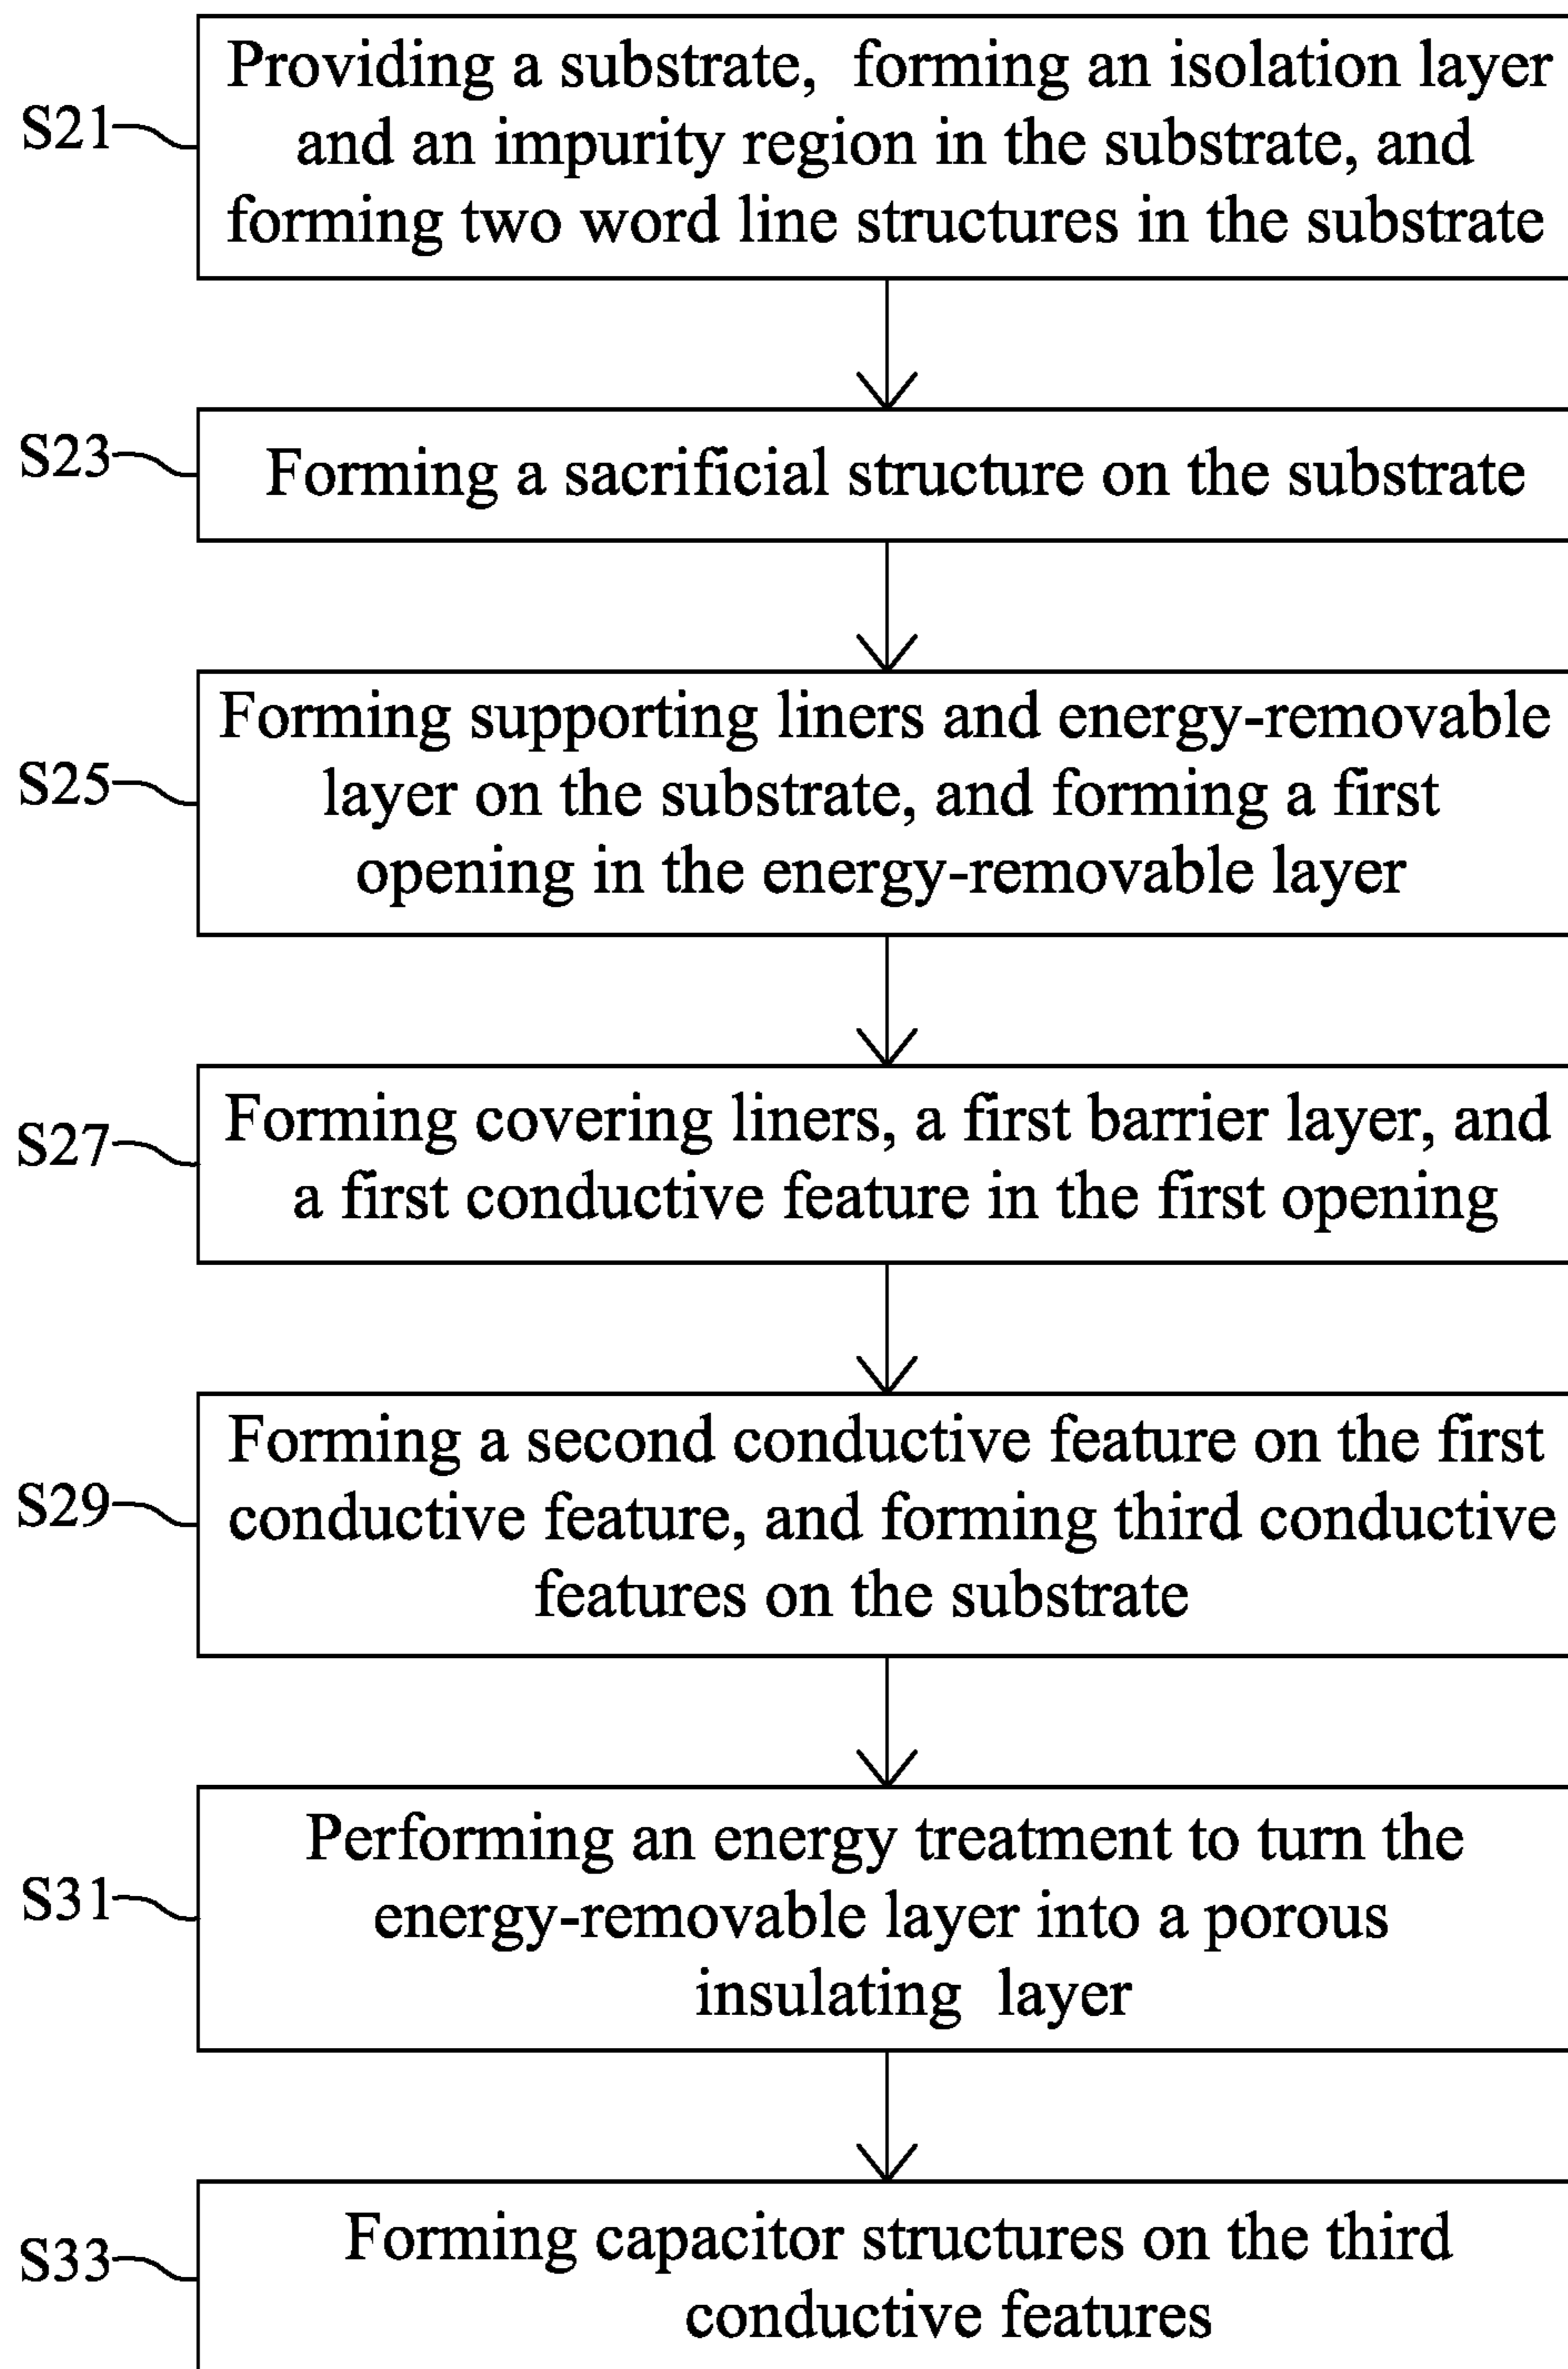 Providing a substrate, forming an isolation layer
S21
and an impurity region in the substrate, and
forming two word line structures in the substrate
S23
Forming a sacrificial structure on the substrate
Forming supporting liners and energy-removable
S25
layer on the substrate, and forming a first
opening in the energy-removable layer
Forming covering liners, a first barrier layer, and
S27
a first conductive feature in the first opening
Forming a second conductive feature on the first
S29
conductive feature, and forming third conductive
features on the substrate
Performing an energy treatment to turn the
S31
energy-removable layer into a porous
insulating layer
Forming capacitor structures on the third
S33
conductive features